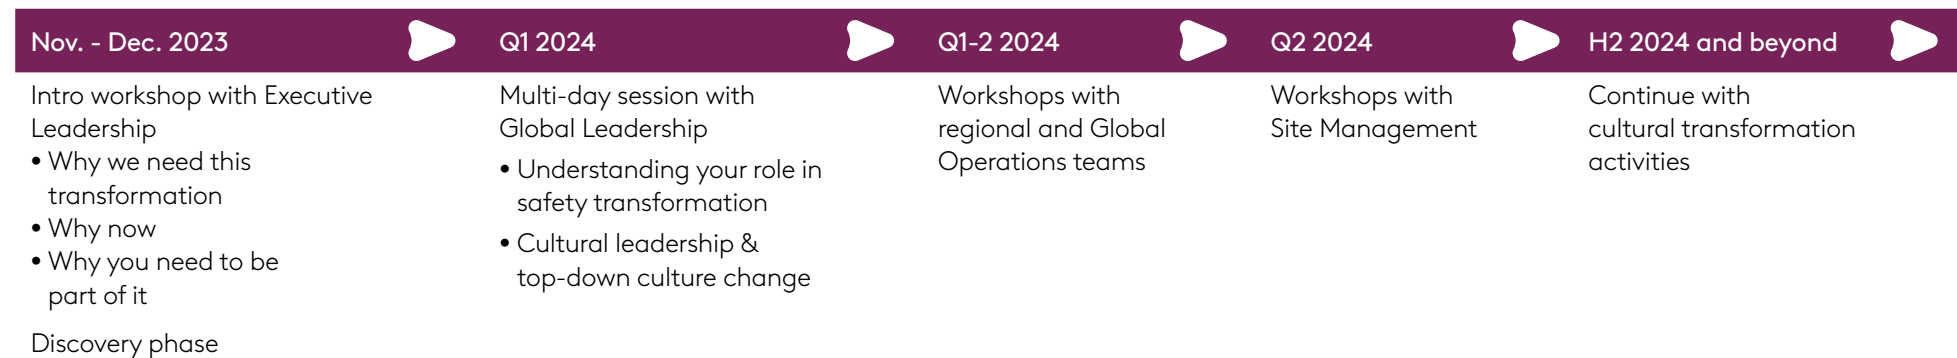 Nov. - Dec. 2023
Intro workshop with Executive
Leadership
• Why we need this
transformation
• Why now
• Why you need to be
part of it
Discovery phase
Q1 2024
Multi-day session with
Global Leadership
• Understanding your role in
safety transformation
• Cultural leadership &
top-down culture change
Q1-2 2024
Workshops with
regional and Global
Operations teams
Q2 2024
Workshops with
Site Management
H2 2024 and beyond
Continue with
cultural transformation
activities